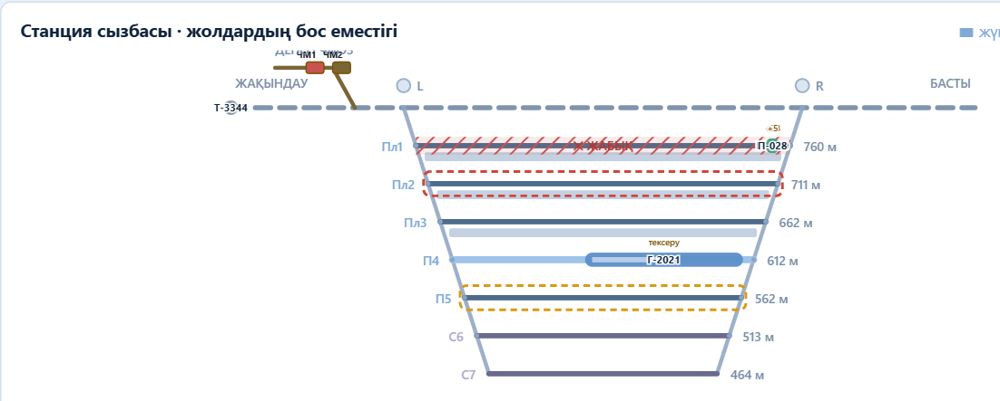 Станция сызбасы · жолдардың бос еместігі
ЧМ1 ЧМ2
ЖАҚЫНДАУ
L
R
БАСТЫ
Т-3344
+5
Пл1
✕ ЖАБЫҚ
П-028
760 м
Пл2
711 м
Пл3
662 м
тексеру
П4
Г-2021
612 м
П5
562 м
С6
513 м
С7
464 м